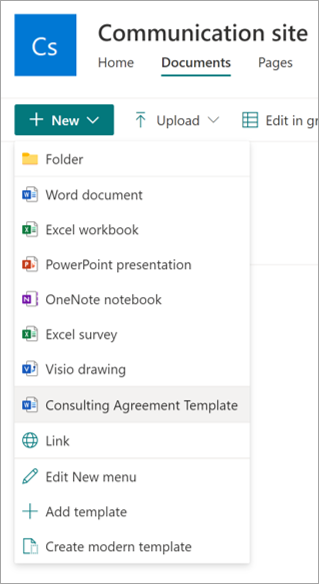 Cs
Communication site
Home Documents Pages
New Upload Edit in gr
Folder
Word document
Excel workbook
PowerPoint presentation
OneNote notebook
Excel survey
Visio drawing
Consulting Agreement Template
Link
Edit New menu
Add template
Create modern template